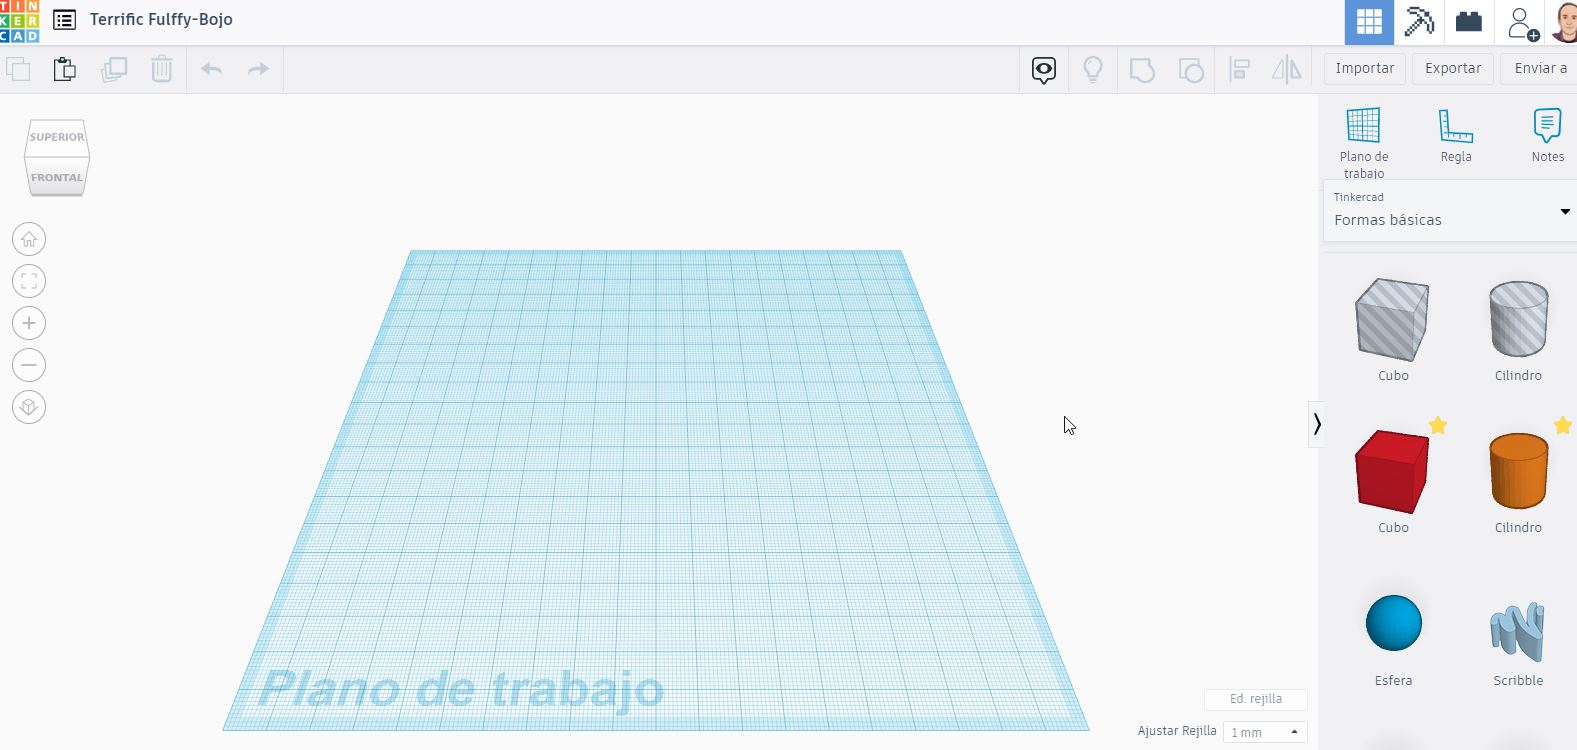 TIN
KER
CAD
Terrific Fulffy-Bojo
Importar
Exportar
Enviar a
SUPERIOR
FRONTAL
Plano de
trabajo
Regla
Notes
Tinkercad
Formas básicas
Cubo
Cilindro
Cubo
Cilindro
Esfera
Scribble
Plano de trabajo
Ed. rejilla
Ajustar Rejilla
1 mm